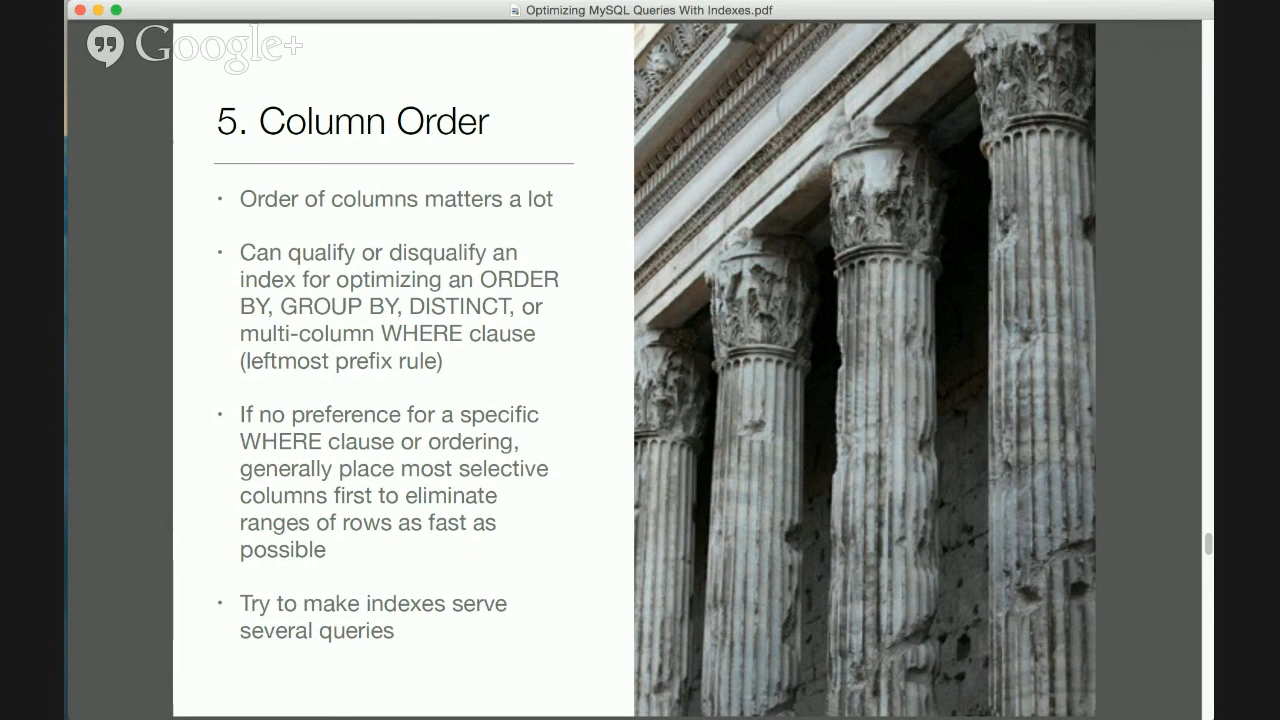 Optimizing MySQL Queries With Indexes.pdf
Google+
5. Column Order
• Order of columns matters a lot
• Can qualify or disqualify an
index for optimizing an ORDER
BY, GROUP BY, DISTINCT, or
multi-column WHERE clause
(leftmost prefix rule)
• If no preference for a specific
WHERE clause or ordering,
generally place most selective
columns first to eliminate
ranges of rows as fast as
possible
• Try to make indexes serve
several queries